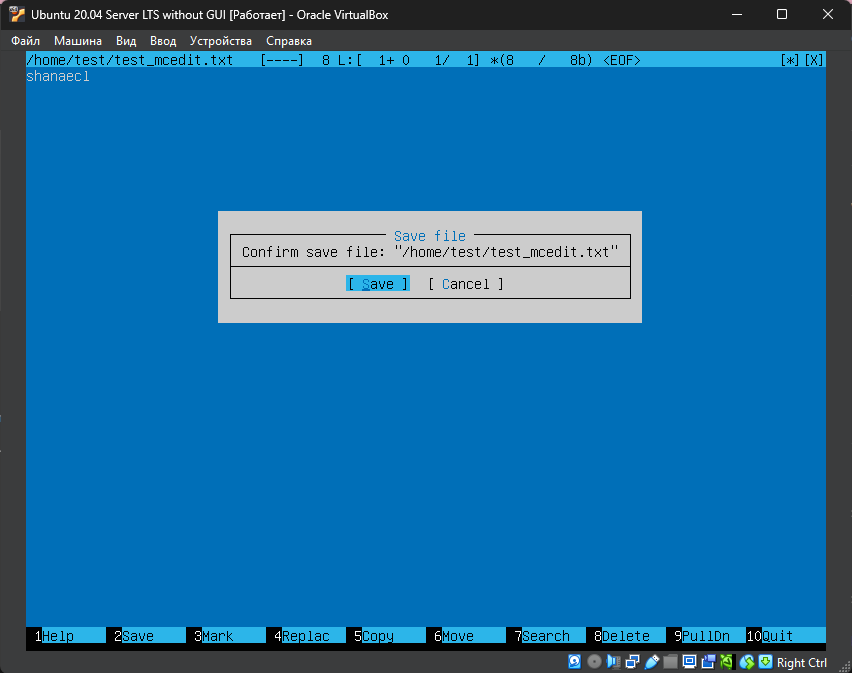 Ubuntu 20.04 Server LTS without GUI [Работает] - Oracle VirtualBox
Файл Машина Вид Ввод Устройства Справка
/home/test/test_mcedit.txt [----] 8 L:[ 1+ 0 1/ 1] *(8 / 8b) <EOF> [*][X]
shanaecl
Save file
Confirm save file: "/home/test/test_mcedit.txt"
[ Save ] [ Cancel ]
1Help 2Save 3Mark 4Replac 5Copy 6Move 7Search 8Delete 9PullDn 10Quit
Right Ctrl